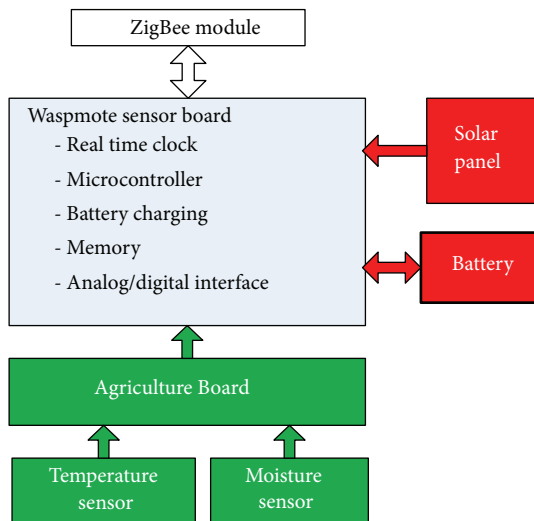 ZigBee module
Waspmote sensor board
- Real time clock
- Microcontroller
- Battery charging
- Memory
- Analog/digital interface
Solar
panel
Battery
Agriculture Board
Temperature
sensor
Moisture
sensor